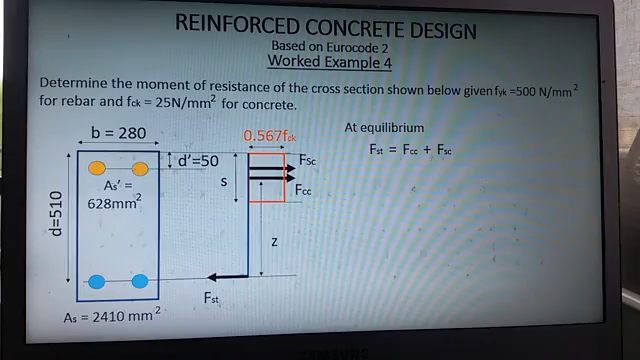 REINFORCED CONCRETE DESIGN
Based on Eurocode 2
Worked Example 4
Determine the moment of resistance of the cross section shown below given fyk =500 N/mm2
for rebar and fck = 25N/mm2 for concrete.
At equilibrium
Fst = Fcc + Fsc
b = 280
0.567fck
d'=50
Fsc
s
Fcc
As' =
628mm2
d=510
z
Fst
As = 2410 mm2